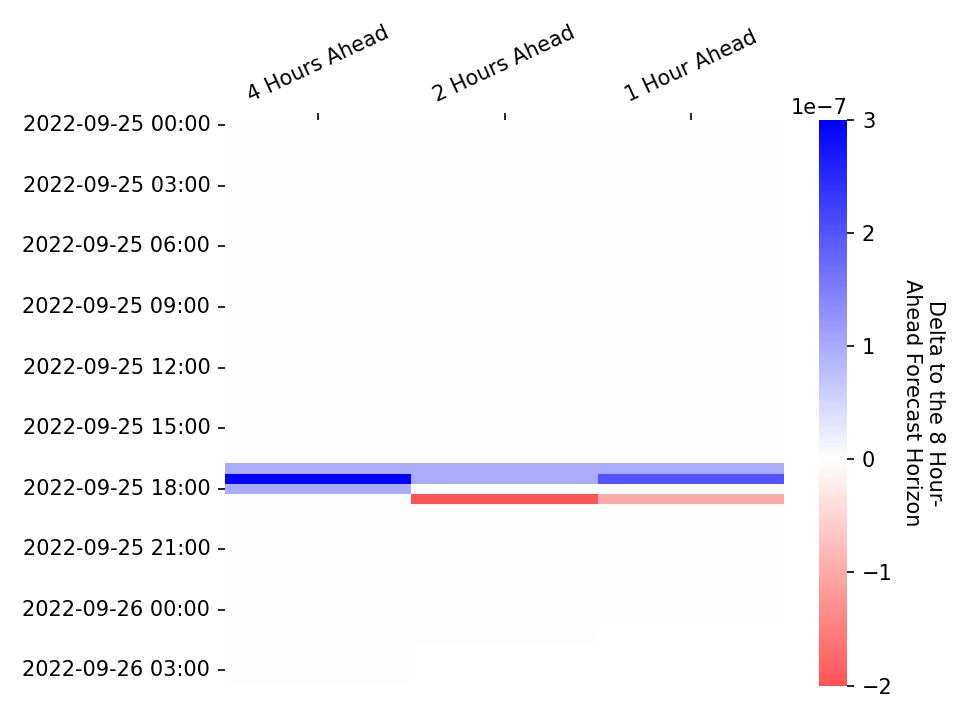 4 Hours Ahead
2 Hours Ahead
1 Hour Ahead
1e−7
2022-09-25 00:00
2022-09-25 03:00
2022-09-25 06:00
2022-09-25 09:00
2022-09-25 12:00
2022-09-25 15:00
2022-09-25 18:00
2022-09-25 21:00
2022-09-26 00:00
2022-09-26 03:00
3
2
1
0
−1
−2
Delta to the 8 Hour-
Ahead Forecast Horizon